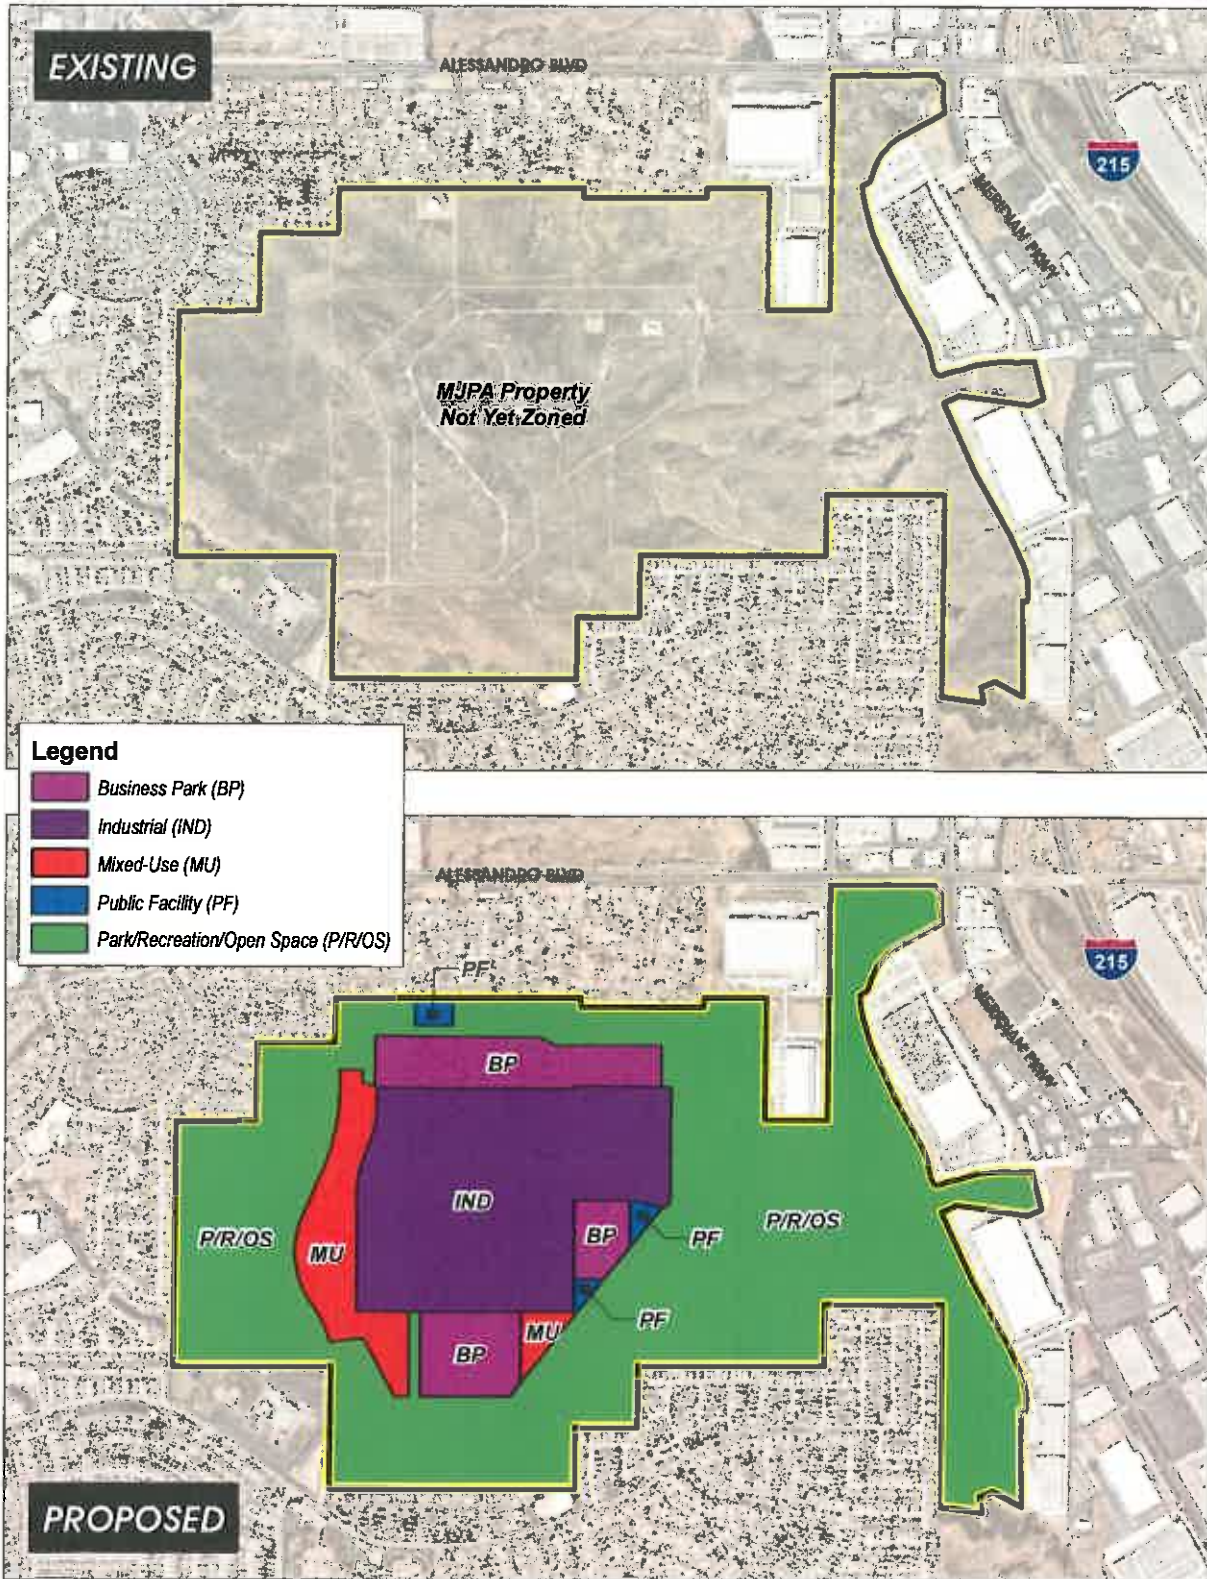 EXISTING
ALESSANDRO BLVD
215
MERIDIAN PKWY
MJPA Property
Not Yet Zoned
Legend
Business Park (BP)
Industrial (IND)
Mixed-Use (MU)
Public Facility (PF)
Park/Recreation/Open Space (P/R/OS)
ALESSANDRO BLVD
215
MERIDIAN PKWY
PF
BP
IND
P/R/OS
MU
BP
PF
P/R/OS
PF
MU
BP
PROPOSED